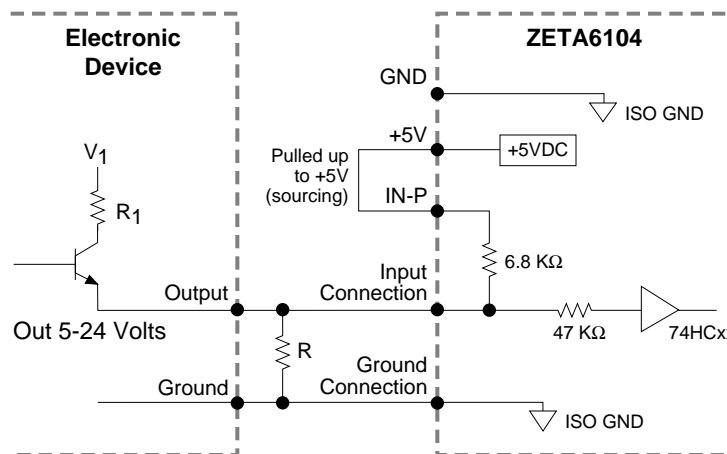 Electronic
Device
ZETA6104
GND
ISO GND
+5V
+5VDC
Pulled up
to +5V
(sourcing)
IN-P
V1
R1
6.8 KΩ
Output
Input
Connection
Out 5-24 Volts
R
47 KΩ
74HCx
Ground
Ground
Connection
ISO GND